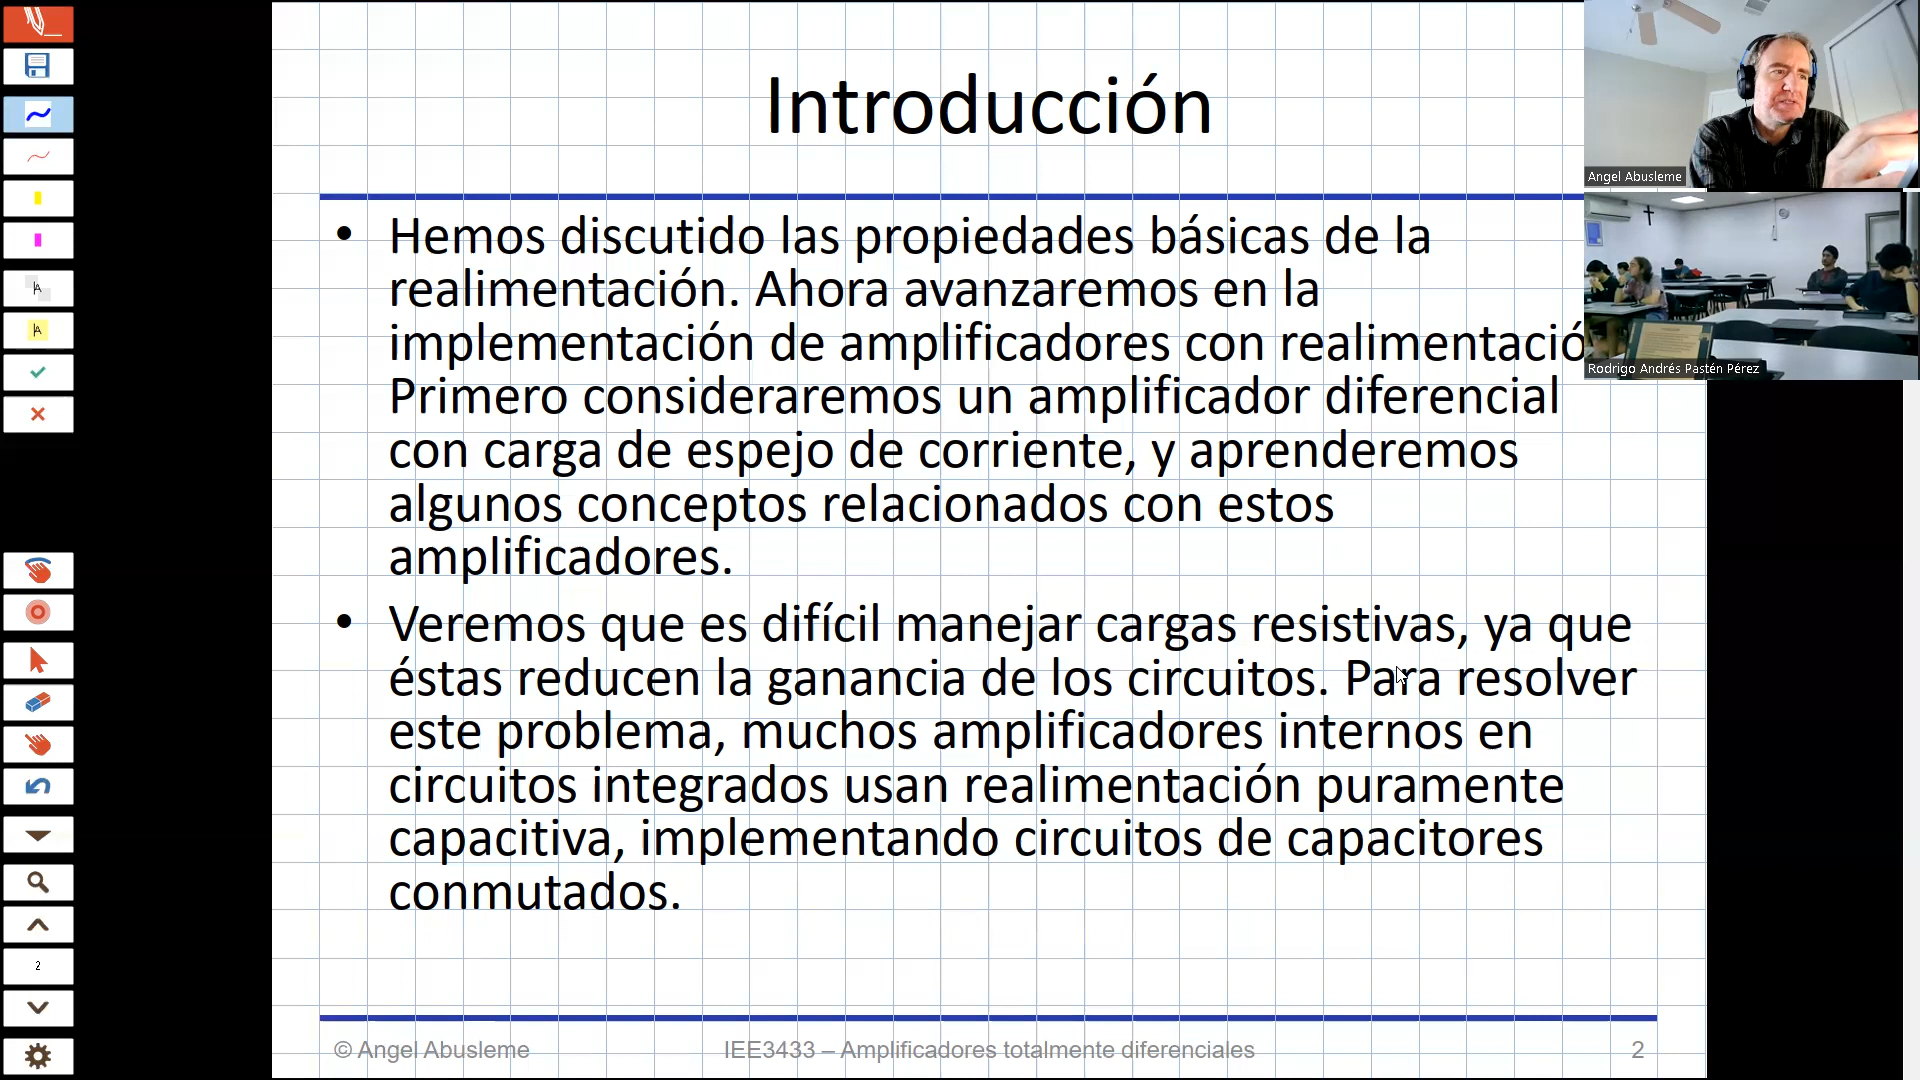 Introducción
• Hemos discutido las propiedades básicas de la
realimentación. Ahora avanzaremos en la
implementación de amplificadores con realimentació
Primero consideraremos un amplificador diferencial
con carga de espejo de corriente, y aprenderemos
algunos conceptos relacionados con estos
amplificadores.
• Veremos que es difícil manejar cargas resistivas, ya que
éstas reducen la ganancia de los circuitos. Para resolver
este problema, muchos amplificadores internos en
circuitos integrados usan realimentación puramente
capacitiva, implementando circuitos de capacitores
conmutados.
© Angel Abusleme
IEE3433 – Amplificadores totalmente diferenciales
2
Angel Abusleme
Rodrigo Andrés Pastén Pérez
A
A
2